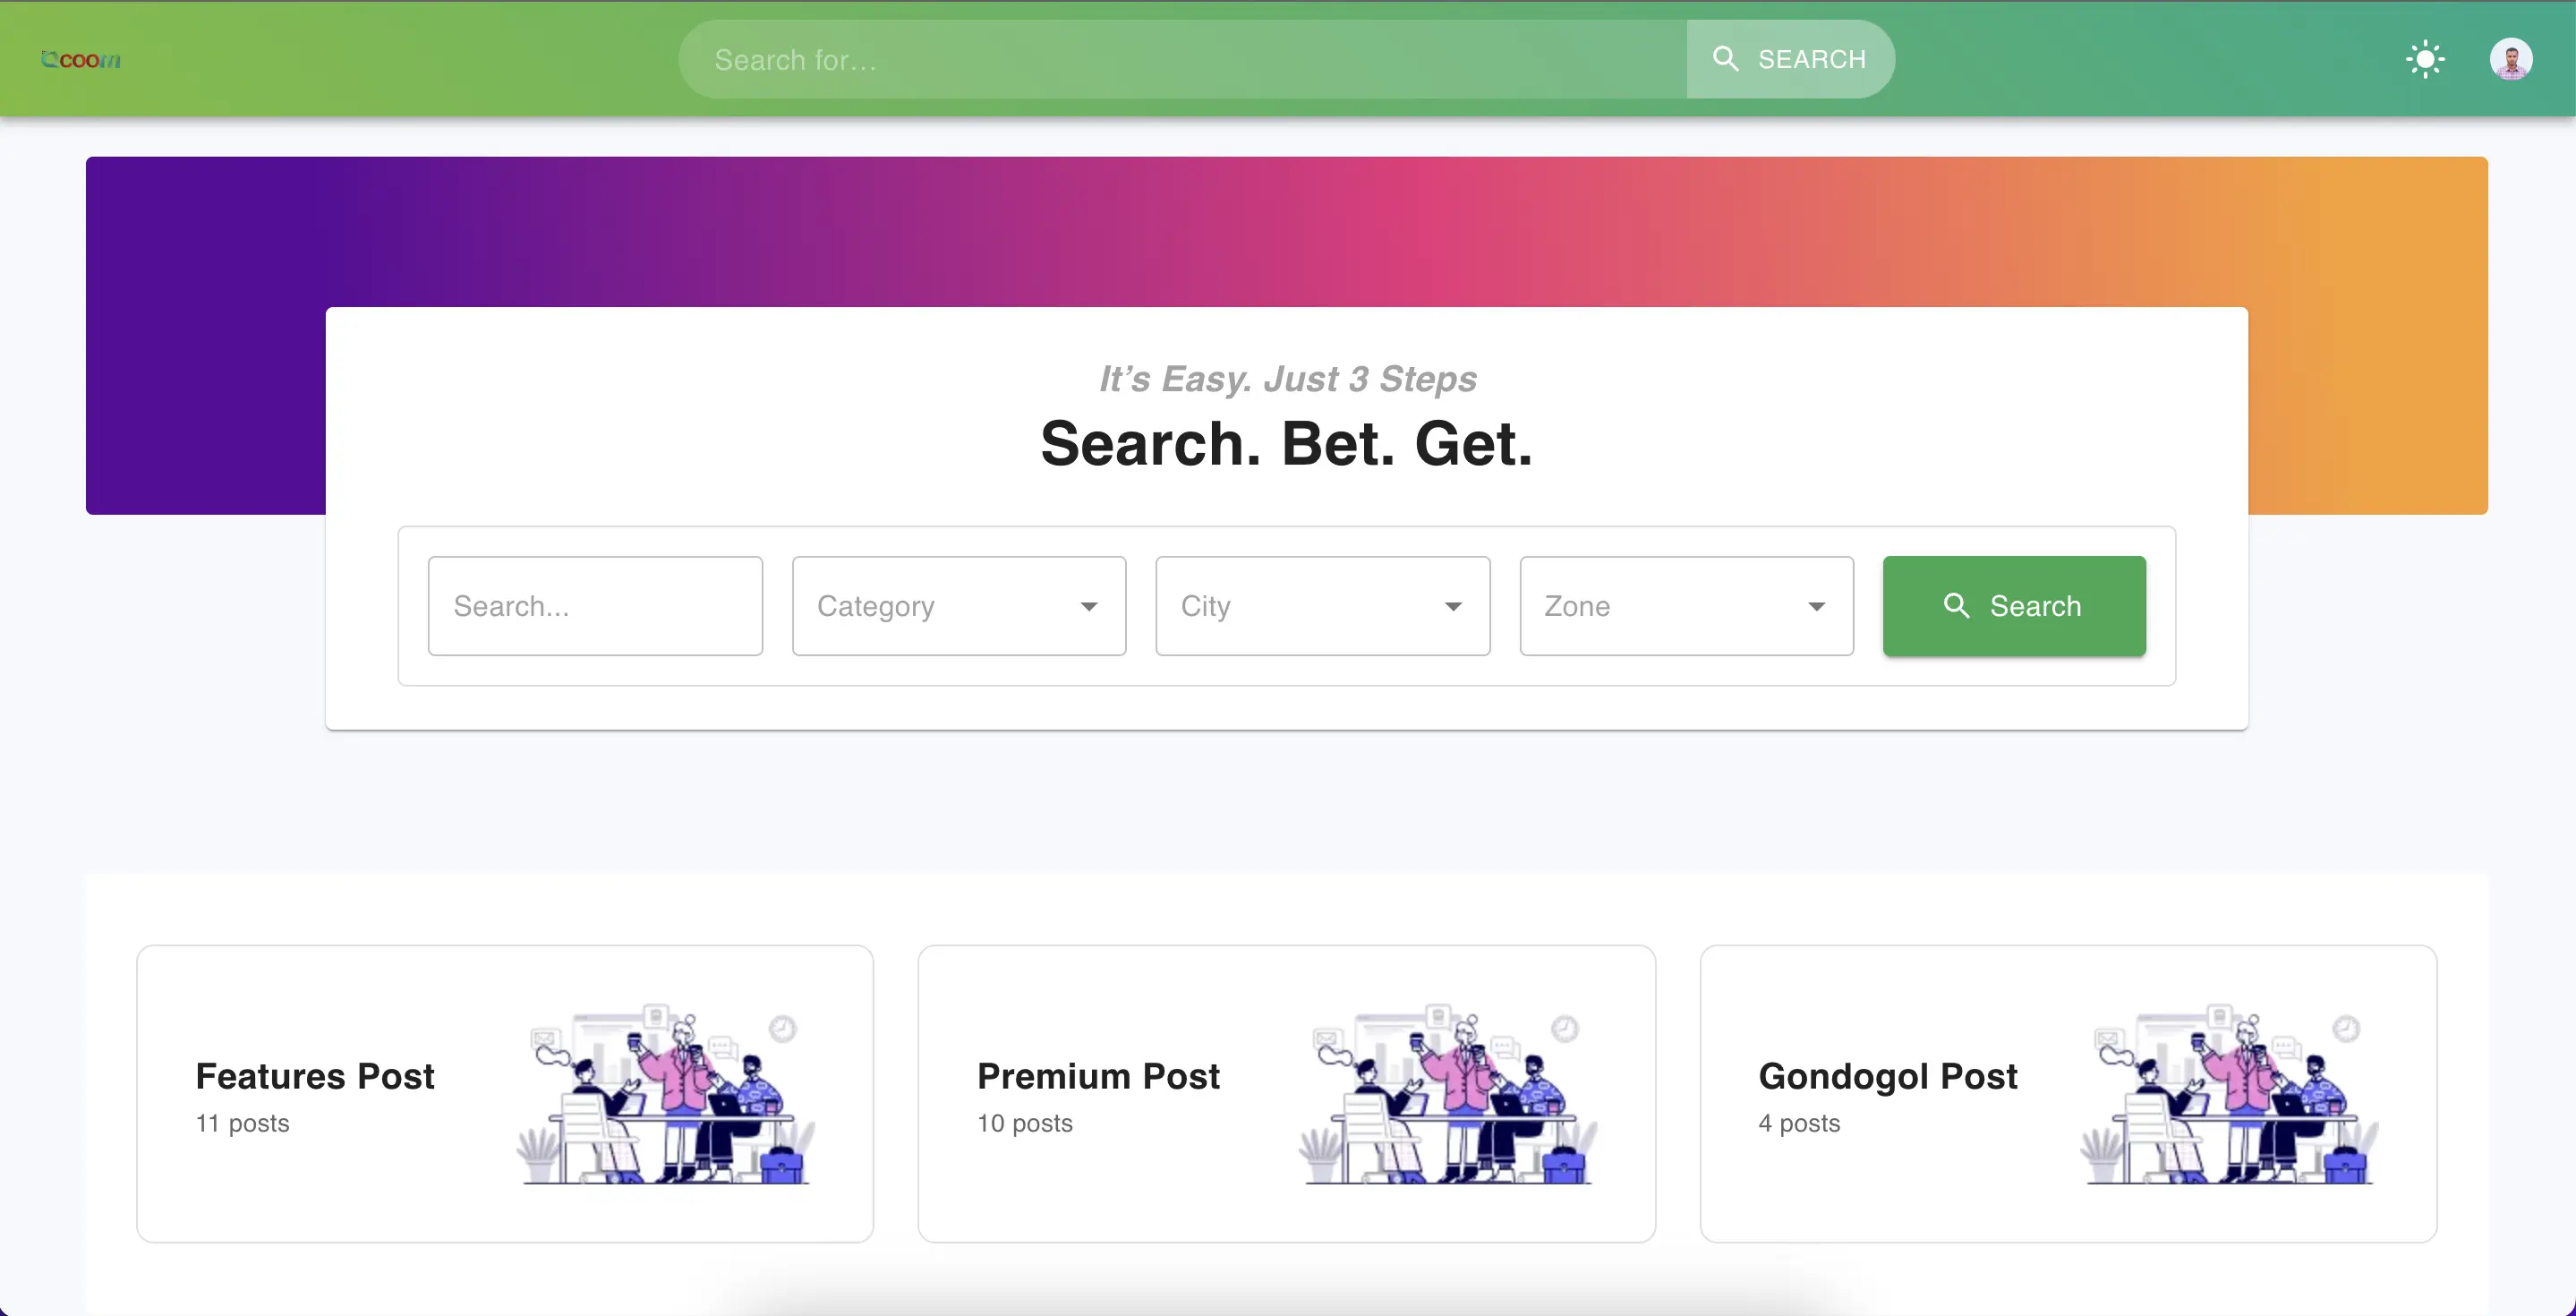 Qcoom
Search for...
SEARCH
It's Easy. Just 3 Steps
Search. Bet. Get.
Search...
Category
City
Zone
Search
Features Post
11 posts
Premium Post
10 posts
Gondogol Post
4 posts